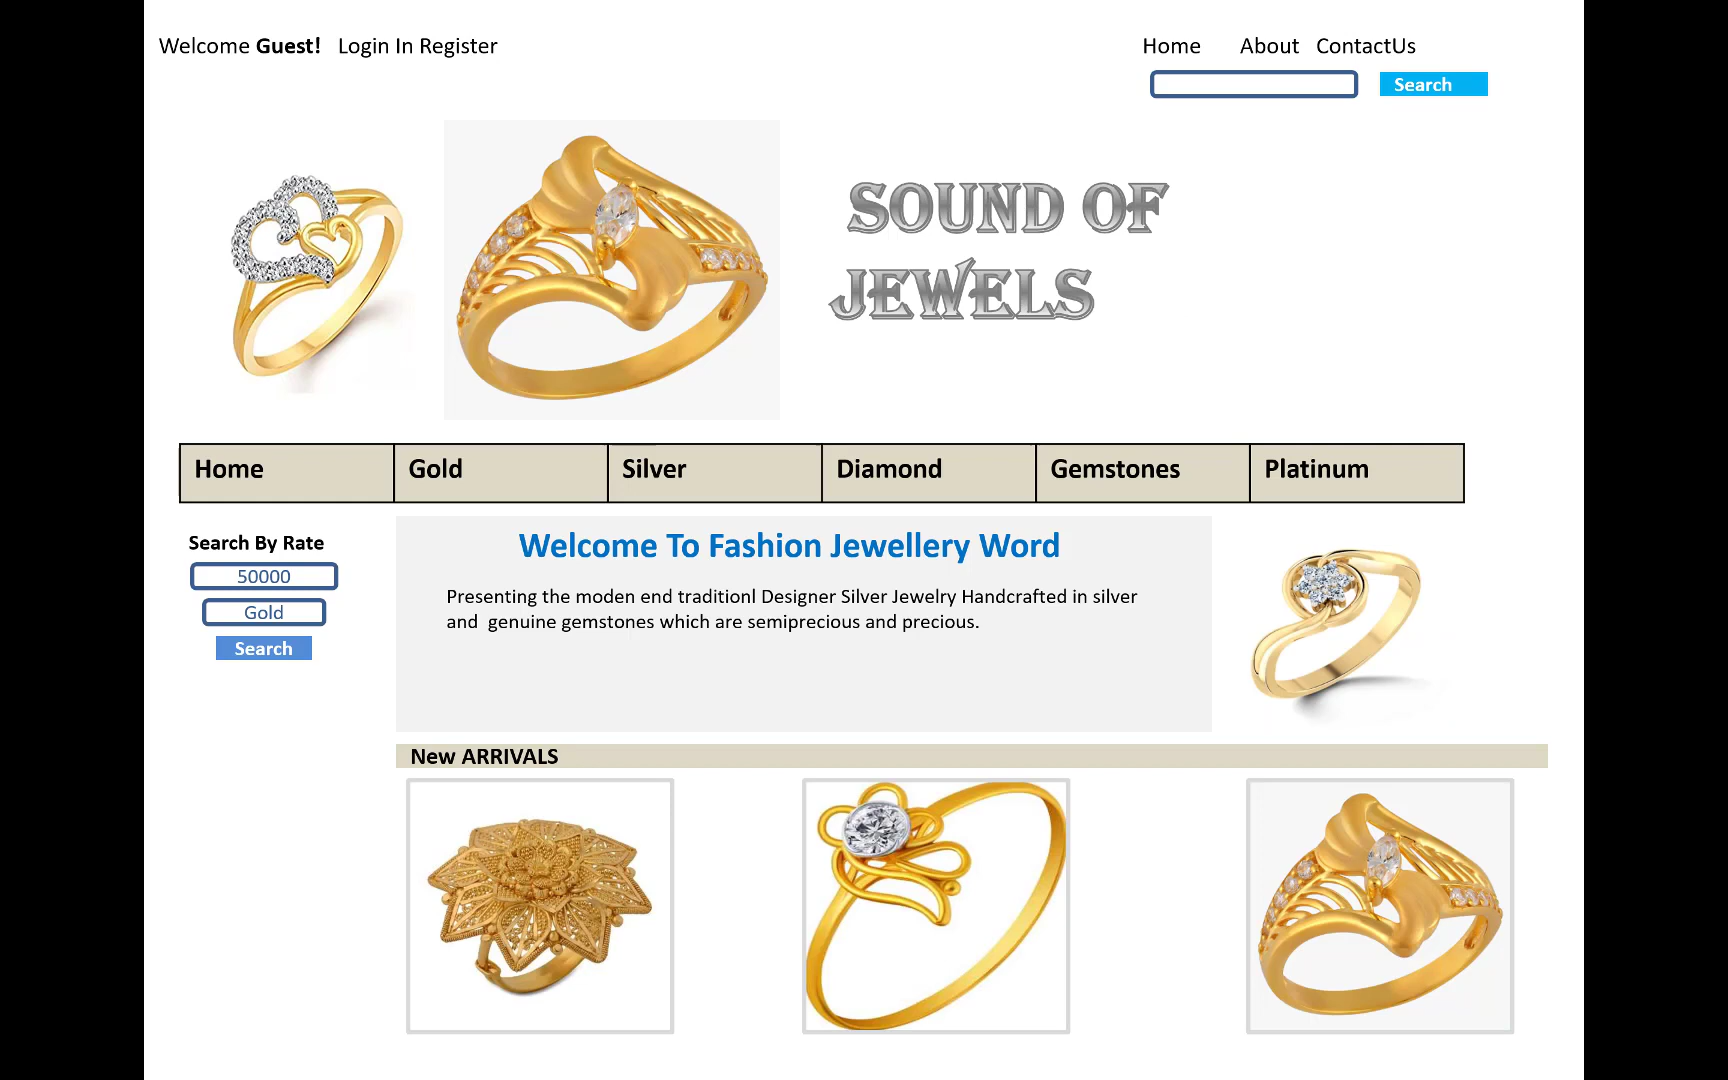 Welcome Guest! Login In Register
Home About ContactUs
Search
SOUND OF
JEWELS
Home Gold Silver Diamond Gemstones Platinum
Search By Rate
50000
Gold
Search
Welcome To Fashion Jewellery Word
Presenting the moden end traditionl Designer Silver Jewelry Handcrafted in silver
and genuine gemstones which are semiprecious and precious.
New ARRIVALS